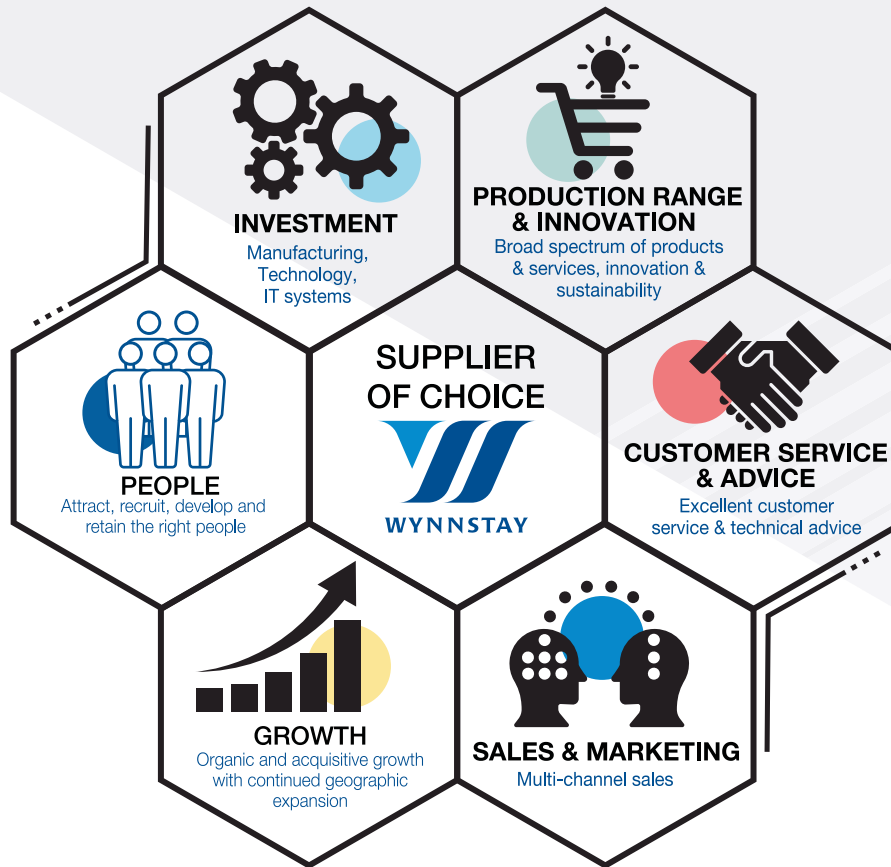 INVESTMENT
Manufacturing,
Technology,
IT systems
PRODUCTION RANGE
& INNOVATION
Broad spectrum of products
& services, innovation &
sustainability
PEOPLE
Attract, recruit, develop and
retain the right people
SUPPLIER
OF CHOICE
WYNNSTAY
CUSTOMER SERVICE
& ADVICE
Excellent customer
service & technical advice
GROWTH
Organic and acquisitive growth
with continued geographic
expansion
SALES & MARKETING
Multi-channel sales